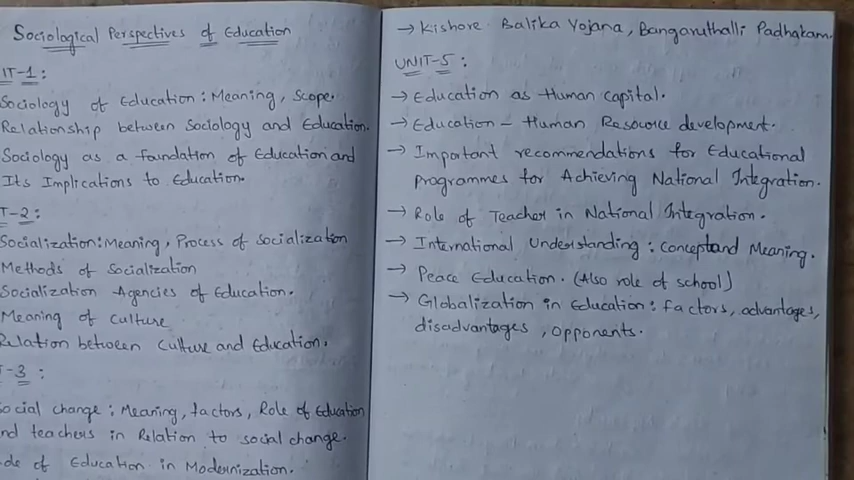 Sociological Perspectives of Education
IT-1:
Sociology of Education: Meaning, Scope.
Relationship between Sociology and Education.
Sociology as a foundation of Education and
Its Implications to Education.
T-2:
Socialization: Meaning, Process of Socialization
Methods of Socialization
Socialization Agencies of Education.
Meaning of Culture
Relation between Culture and Education.
-3:
Social change: Meaning, factors, Role of Education
and teachers in Relation to social change.
ole of Education in Modernization.
→ Kishore Balika Yojana, Bangaruthalli Padhakam.
UNIT-5:
→ Education as Human Capital.
→ Education - Human Resource development.
→ Important recommendations for Educational
Programmes for Achieving National Integration.
→ Role of Teacher in National Integration.
→ International Understanding: Concept and Meaning.
→ Peace Education. (Also role of school)
→ Globalization in Education: factors, advantages,
disadvantages, opponents.